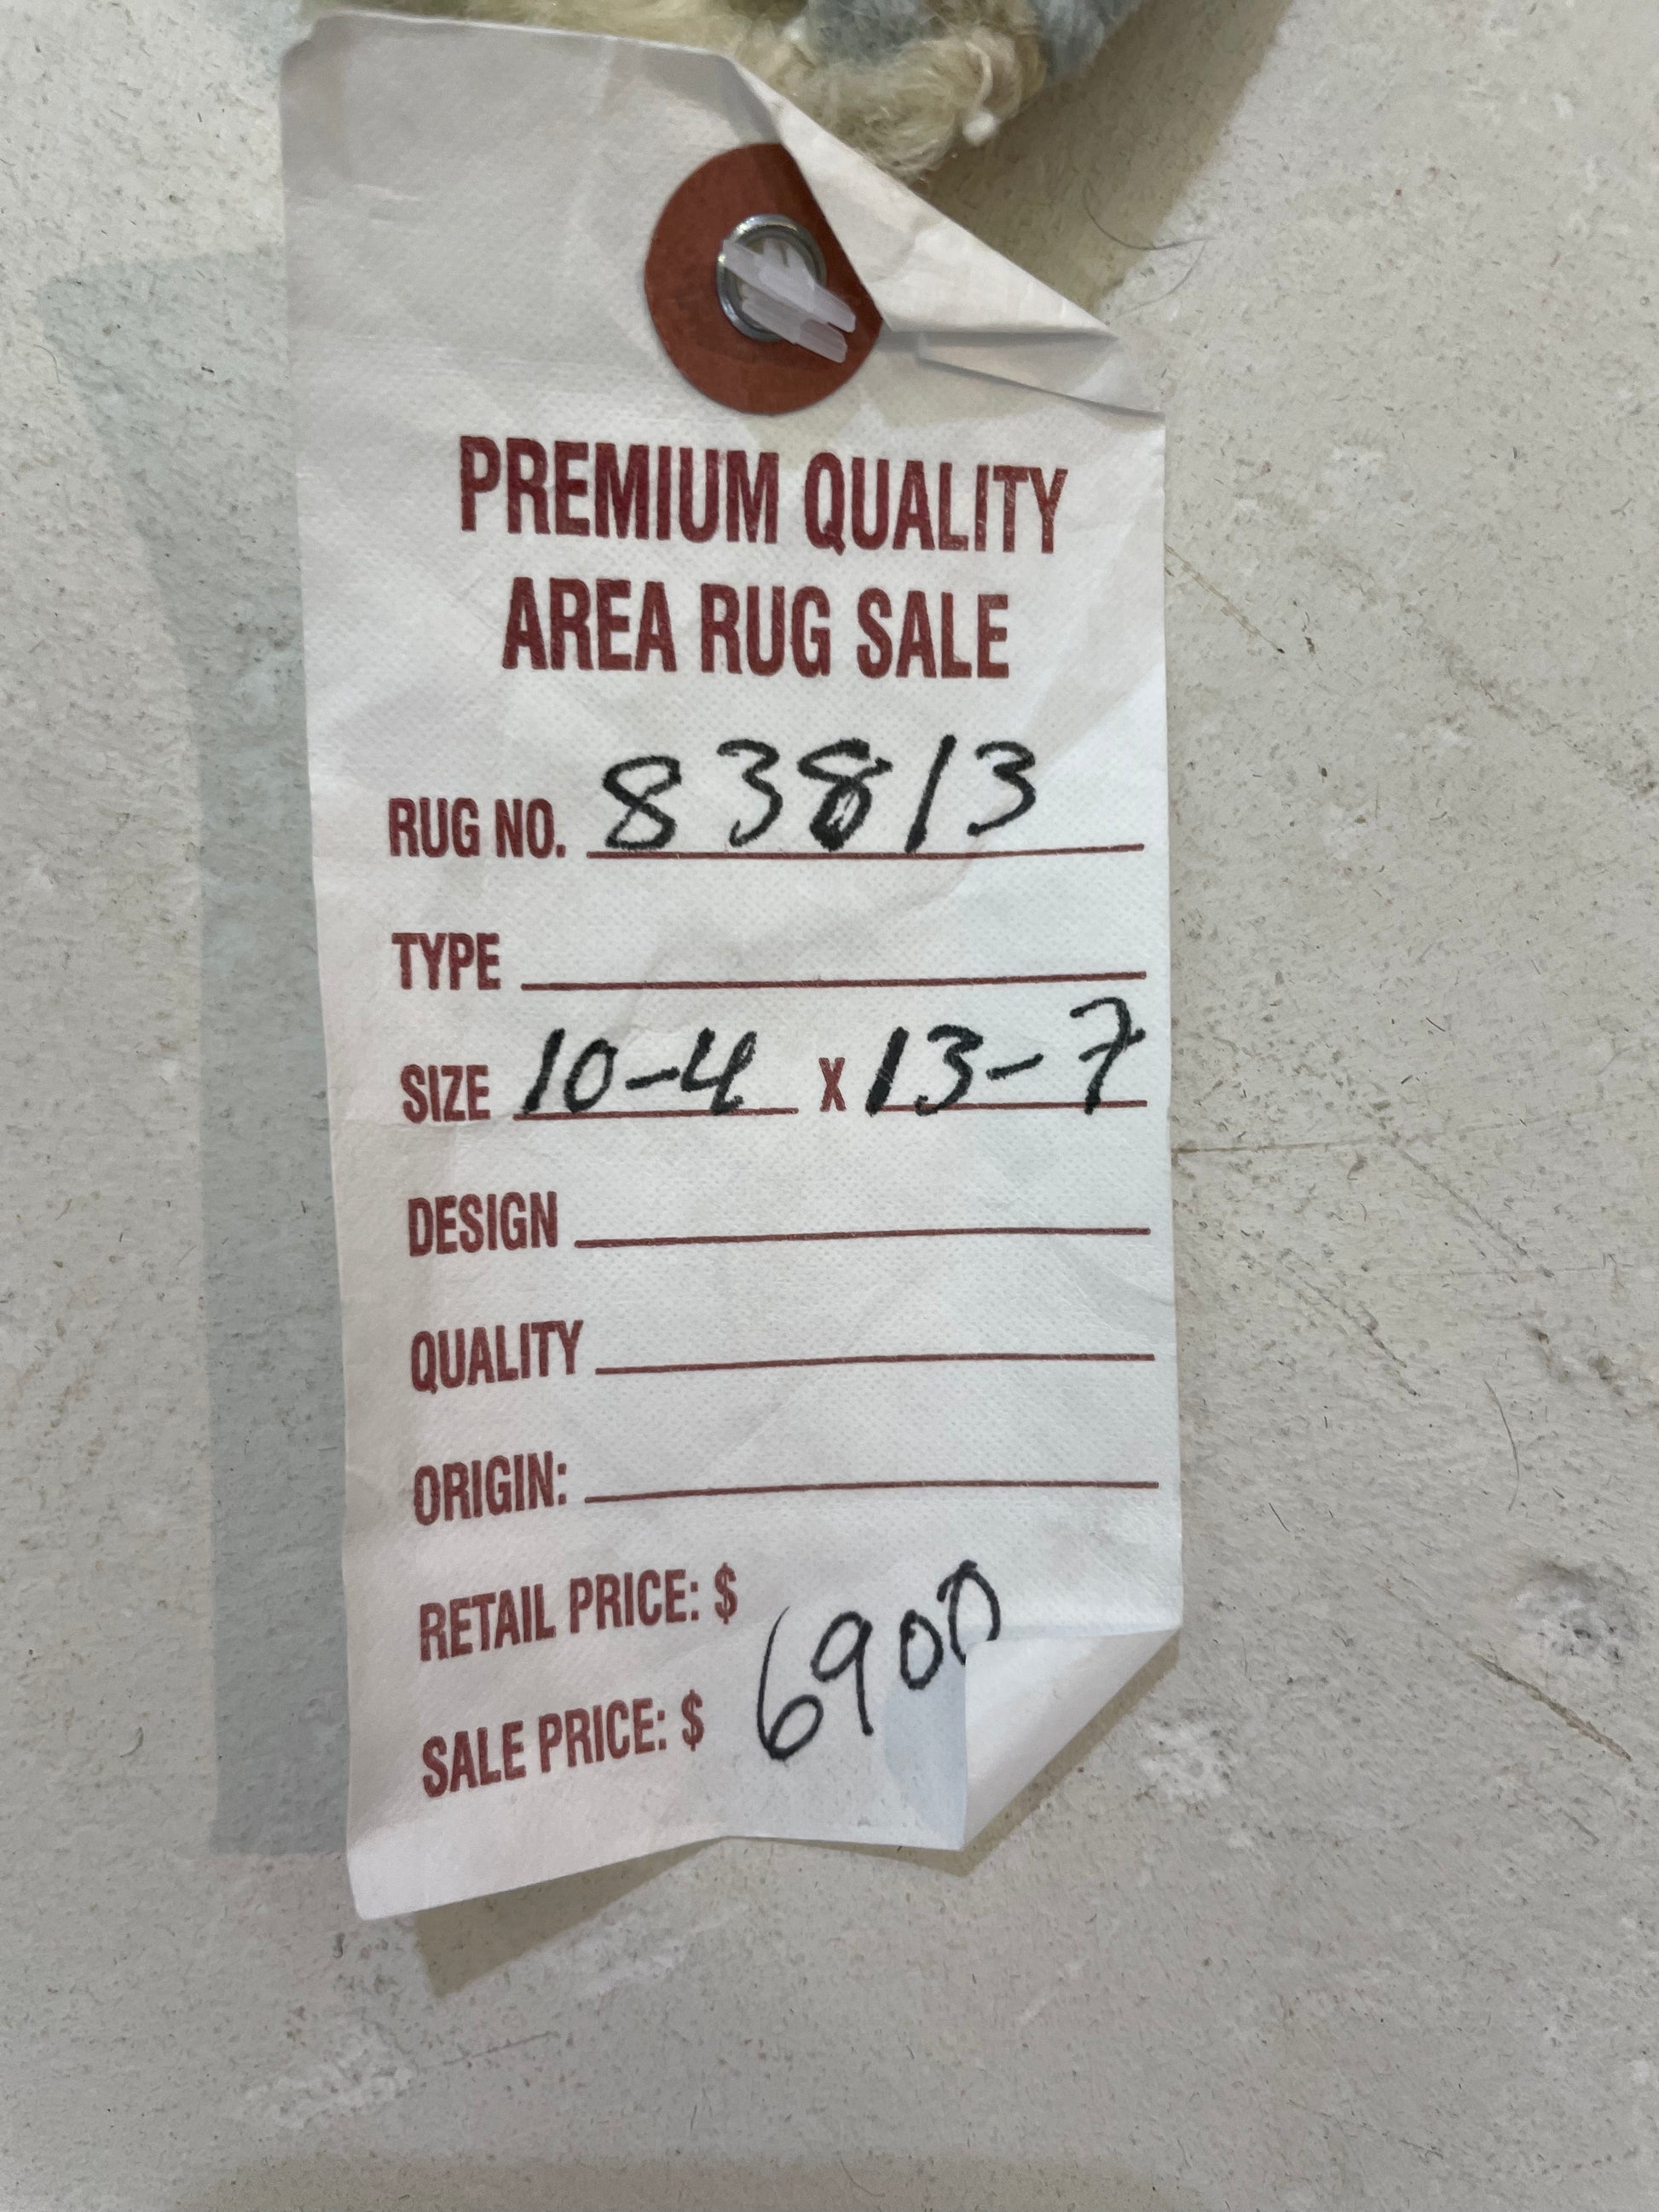 PREMIUM QUALITY
AREA RUG SALE
RUG NO. 83813
TYPE
SIZE 10-4 X 13-7
DESIGN
QUALITY
ORIGIN:
RETAIL PRICE: $
6900
SALE PRICE: $